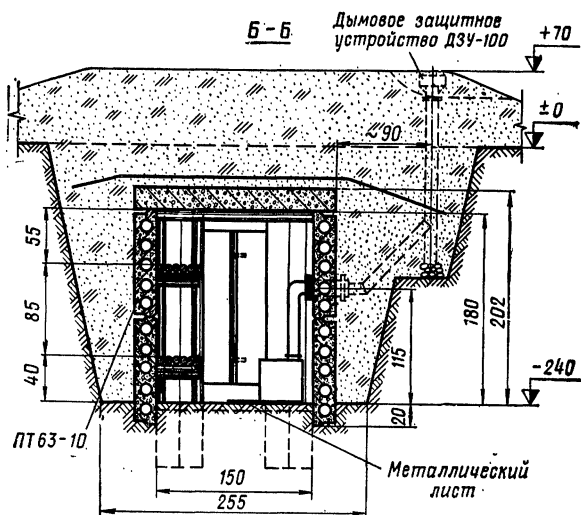 Б-Б
Дымовое защитное
устройство ДЗУ-100
+70
±0
∠90
55
85
40
180
202
115
20
-240
ПТ63-10
Металлический
лист
150
255